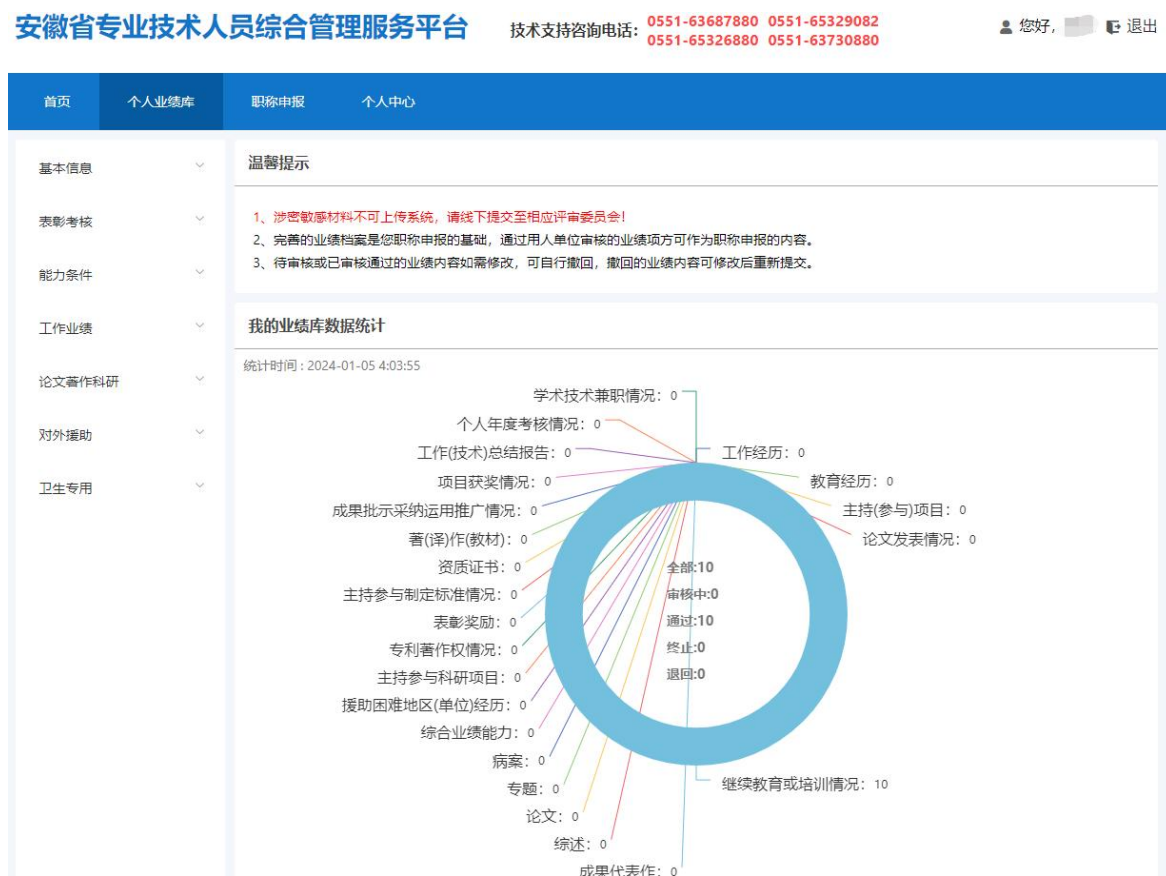 安徽省专业技术人员综合管理服务平台
技术支持咨询电话:
0551-63687880 0551-65329082
0551-65326880 0551-63730880
您好,
退出
首页
个人业绩库
职称申报
个人中心
基本信息
表彰考核
能力条件
工作业绩
论文著作科研
对外援助
卫生专用
温馨提示
1、涉密敏感材料不可上传系统，请线下提交至相应评审委员会！
2、完善的业绩档案是您职称申报的基础，通过用人单位审核的业绩项方可作为职称申报的内容。
3、待审核或已审核通过的业绩内容如需修改，可自行撤回，撤回的业绩内容可修改后重新提交。
我的业绩库数据统计
统计时间 : 2024-01-05 4:03:55
学术技术兼职情况：0
个人年度考核情况：0
工作(技术)总结报告：0
工作经历：0
项目获奖情况：0
教育经历：0
成果批示采纳运用推广情况：0
主持(参与)项目：0
著(译)作(教材)：0
论文发表情况：0
资质证书：0
全部:10
主持参与制定标准情况：0
审核中:0
表彰奖励：0
通过:10
专利著作权情况：0
终止:0
主持参与科研项目：0
退回:0
援助困难地区(单位)经历：0
综合业绩能力：0
病案：0
继续教育或培训情况：10
专题：0
论文：0
综述：0
成果代表作：0